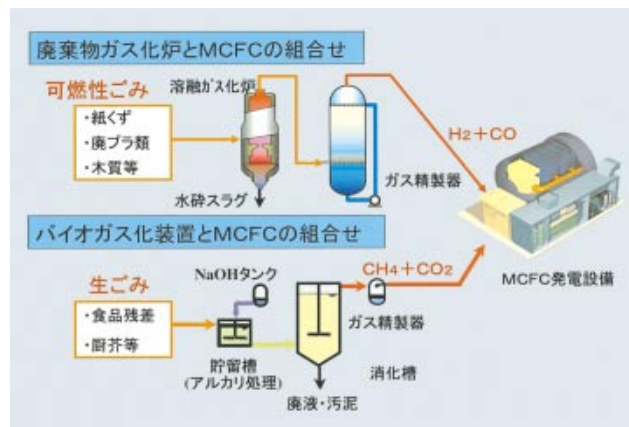 廃棄物ガス化炉とMCFCの組合せ
可燃性ごみ
・紙くず
・廃プラ類
・木質等
溶融ガス化炉
水砕スラグ
ガス精製器
H2+CO
バイオガス化装置とMCFCの組合せ
生ごみ
・食品残差
・厨芥等
NaOHタンク
貯留槽
(アルカリ処理)
CH4+CO2
ガス精製器
消化槽
廃液・汚泥
MCFC発電設備